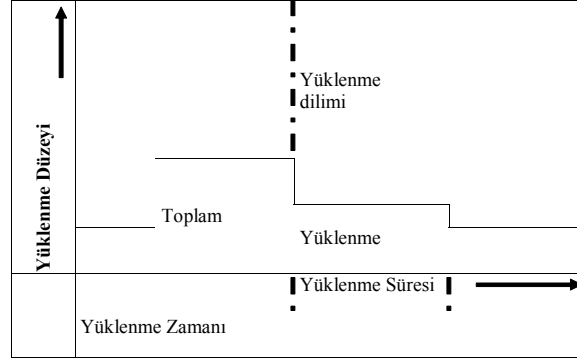 Yüklenme Düzeyi
Yüklenme
dilimi
Toplam
Yüklenme
Yüklenme Süresi
Yüklenme Zamanı